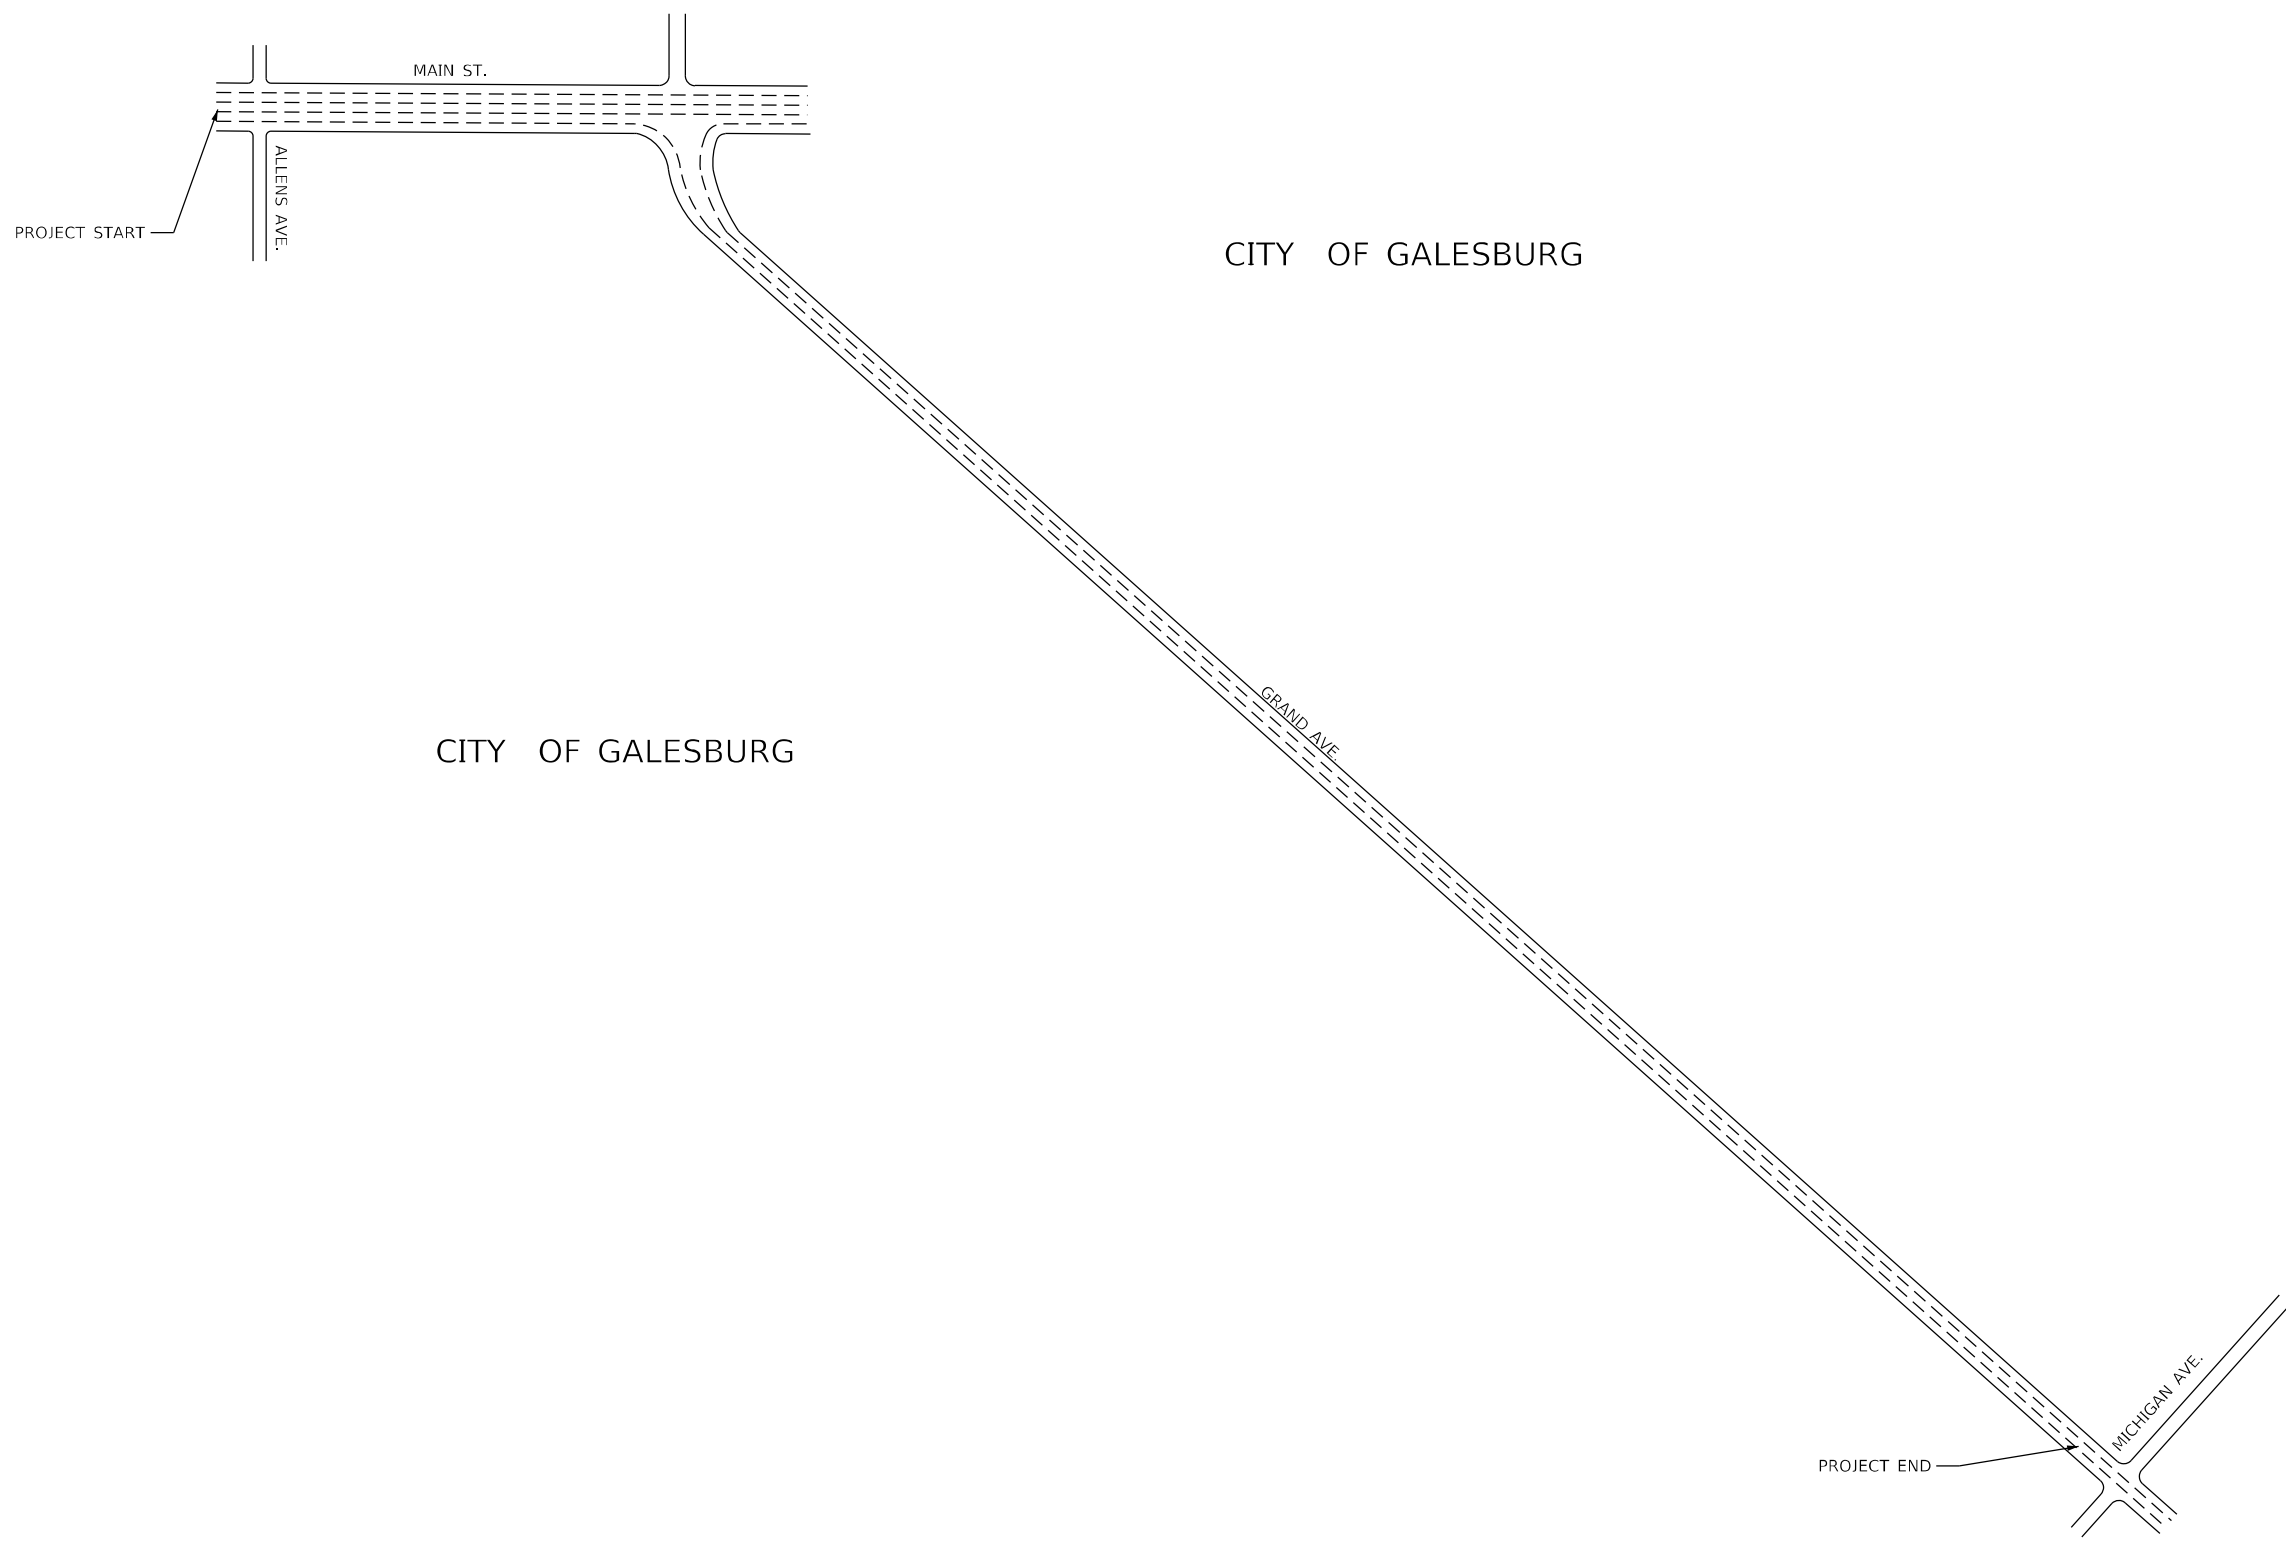 MAIN ST.
ALLENS AVE.
PROJECT START
CITY OF GALESBURG
GRAND AVE.
CITY OF GALESBURG
MICHIGAN AVE.
PROJECT END